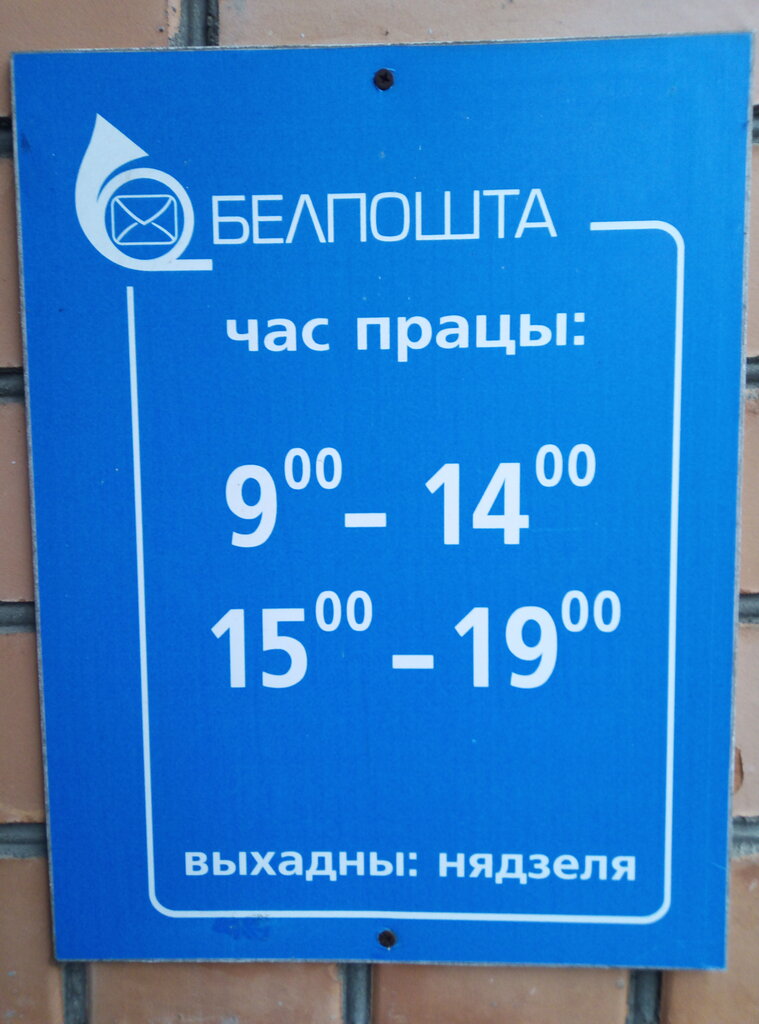 БЕЛПОШТА
час працы:
9⁰⁰ – 14⁰⁰
15⁰⁰ – 19⁰⁰
выхадны: нядзеля